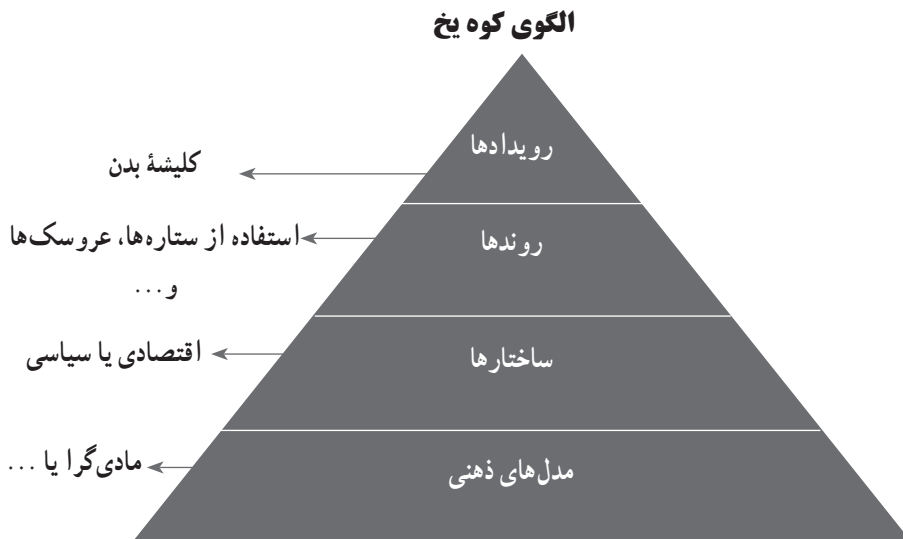 الگوی کوه یخ
رویدادها
کلیشهٔ بدن
روندها
استفاده از ستاره‌ها، عروسک‌ها
و...
ساختارها
اقتصادی یا سیاسی
مدل‌های ذهنی
مادی‌گرا یا ...